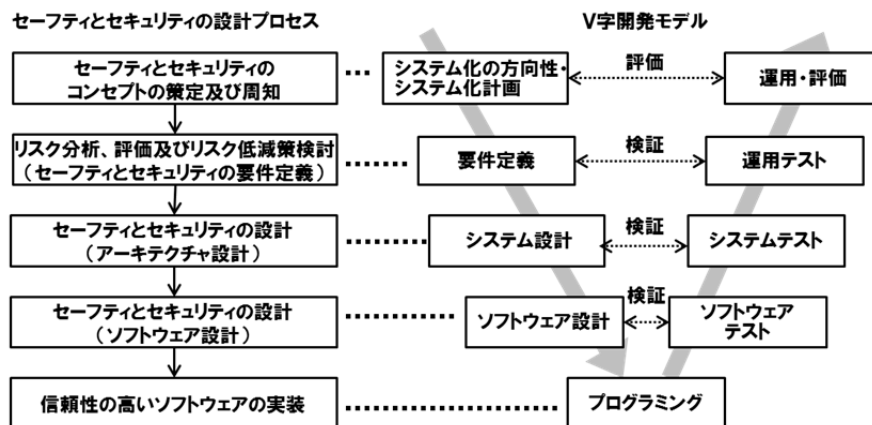 セーフティとセキュリティの設計プロセス
V字開発モデル
セーフティとセキュリティの
コンセプトの策定及び周知
システム化の方向性・
システム化計画
評価
運用・評価
リスク分析、評価及びリスク低減策検討
(セーフティとセキュリティの要件定義)
要件定義
検証
運用テスト
セーフティとセキュリティの設計
(アーキテクチャ設計)
システム設計
検証
システムテスト
セーフティとセキュリティの設計
(ソフトウェア設計)
ソフトウェア設計
検証
ソフトウェア
テスト
信頼性の高いソフトウェアの実装
プログラミング